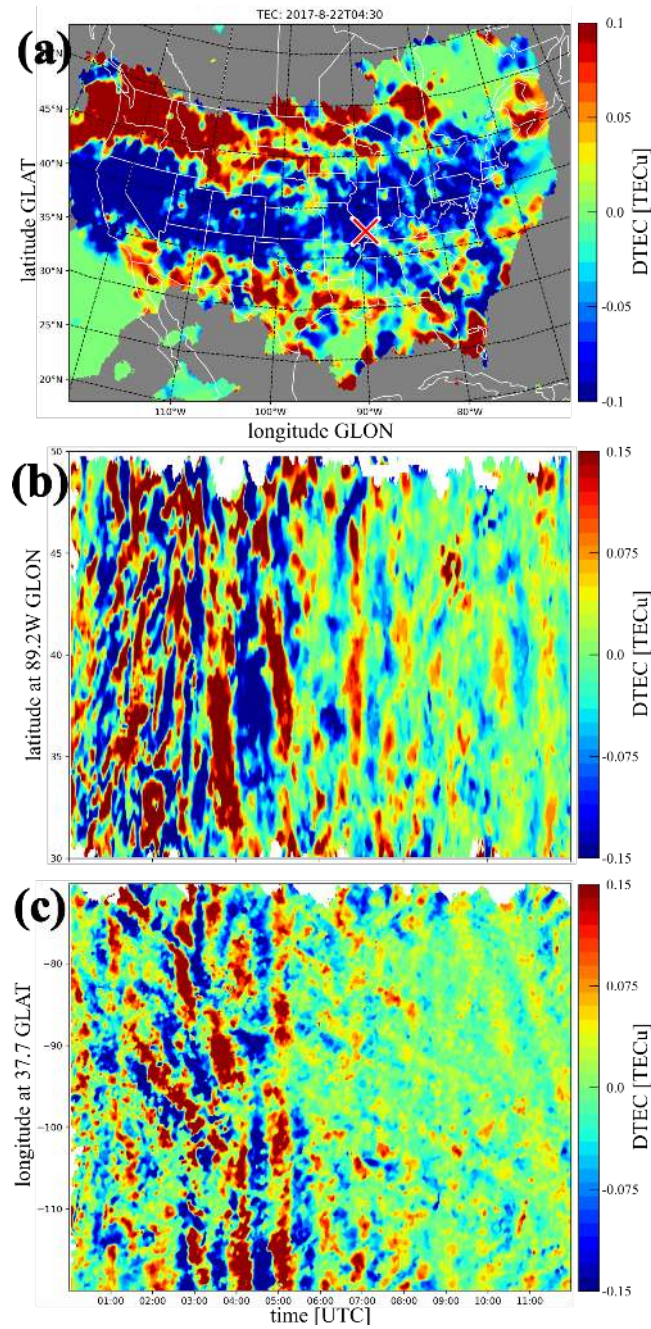 TEC: 2017-8-22T04:30
(a)
latitude GLAT
45°N
40°N
35°N
30°N
25°N
20°N
110°W
100°W
90°W
80°W
longitude GLON
0.1
0.05
0.0
-0.05
-0.1
DTEC [TECu]
(b)
latitude at 89.2W GLON
50
45
40
35
30
0.15
0.075
0.0
-0.075
-0.15
DTEC [TECu]
(c)
longitude at 37.7 GLAT
−80
−90
−100
−110
01:00 02:00 03:00 04:00 05:00 06:00 07:00 08:00 09:00 10:00 11:00
time [UTC]
0.15
0.075
0.0
-0.075
-0.15
DTEC [TECu]